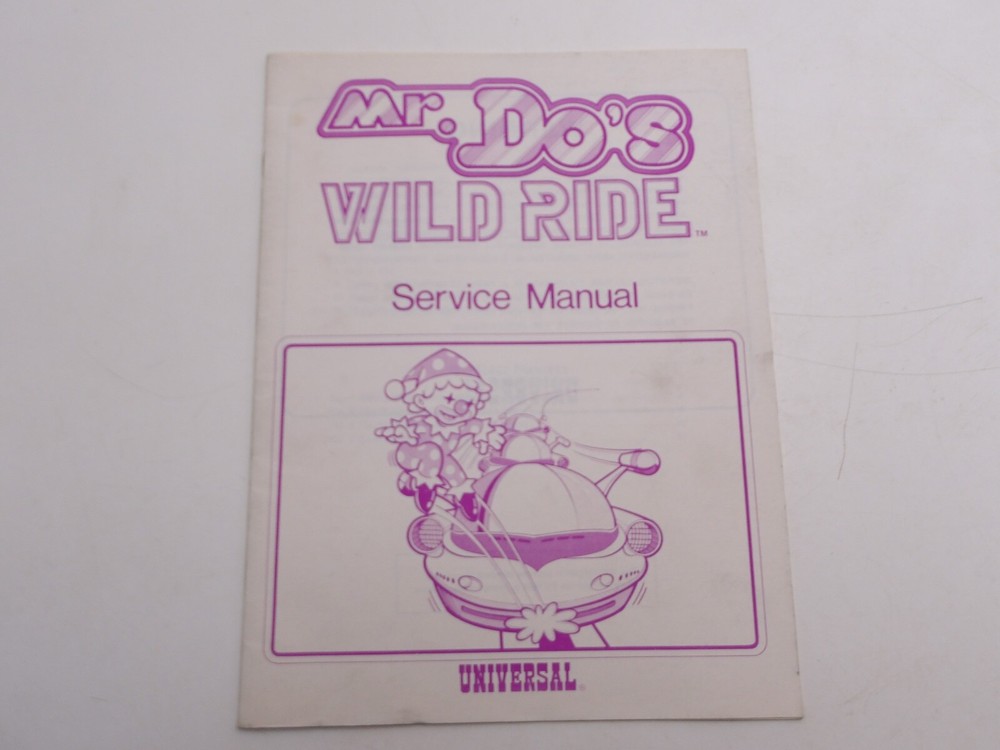 Mr. Do's
WILD RIDE™
Service Manual
UNIVERSAL®